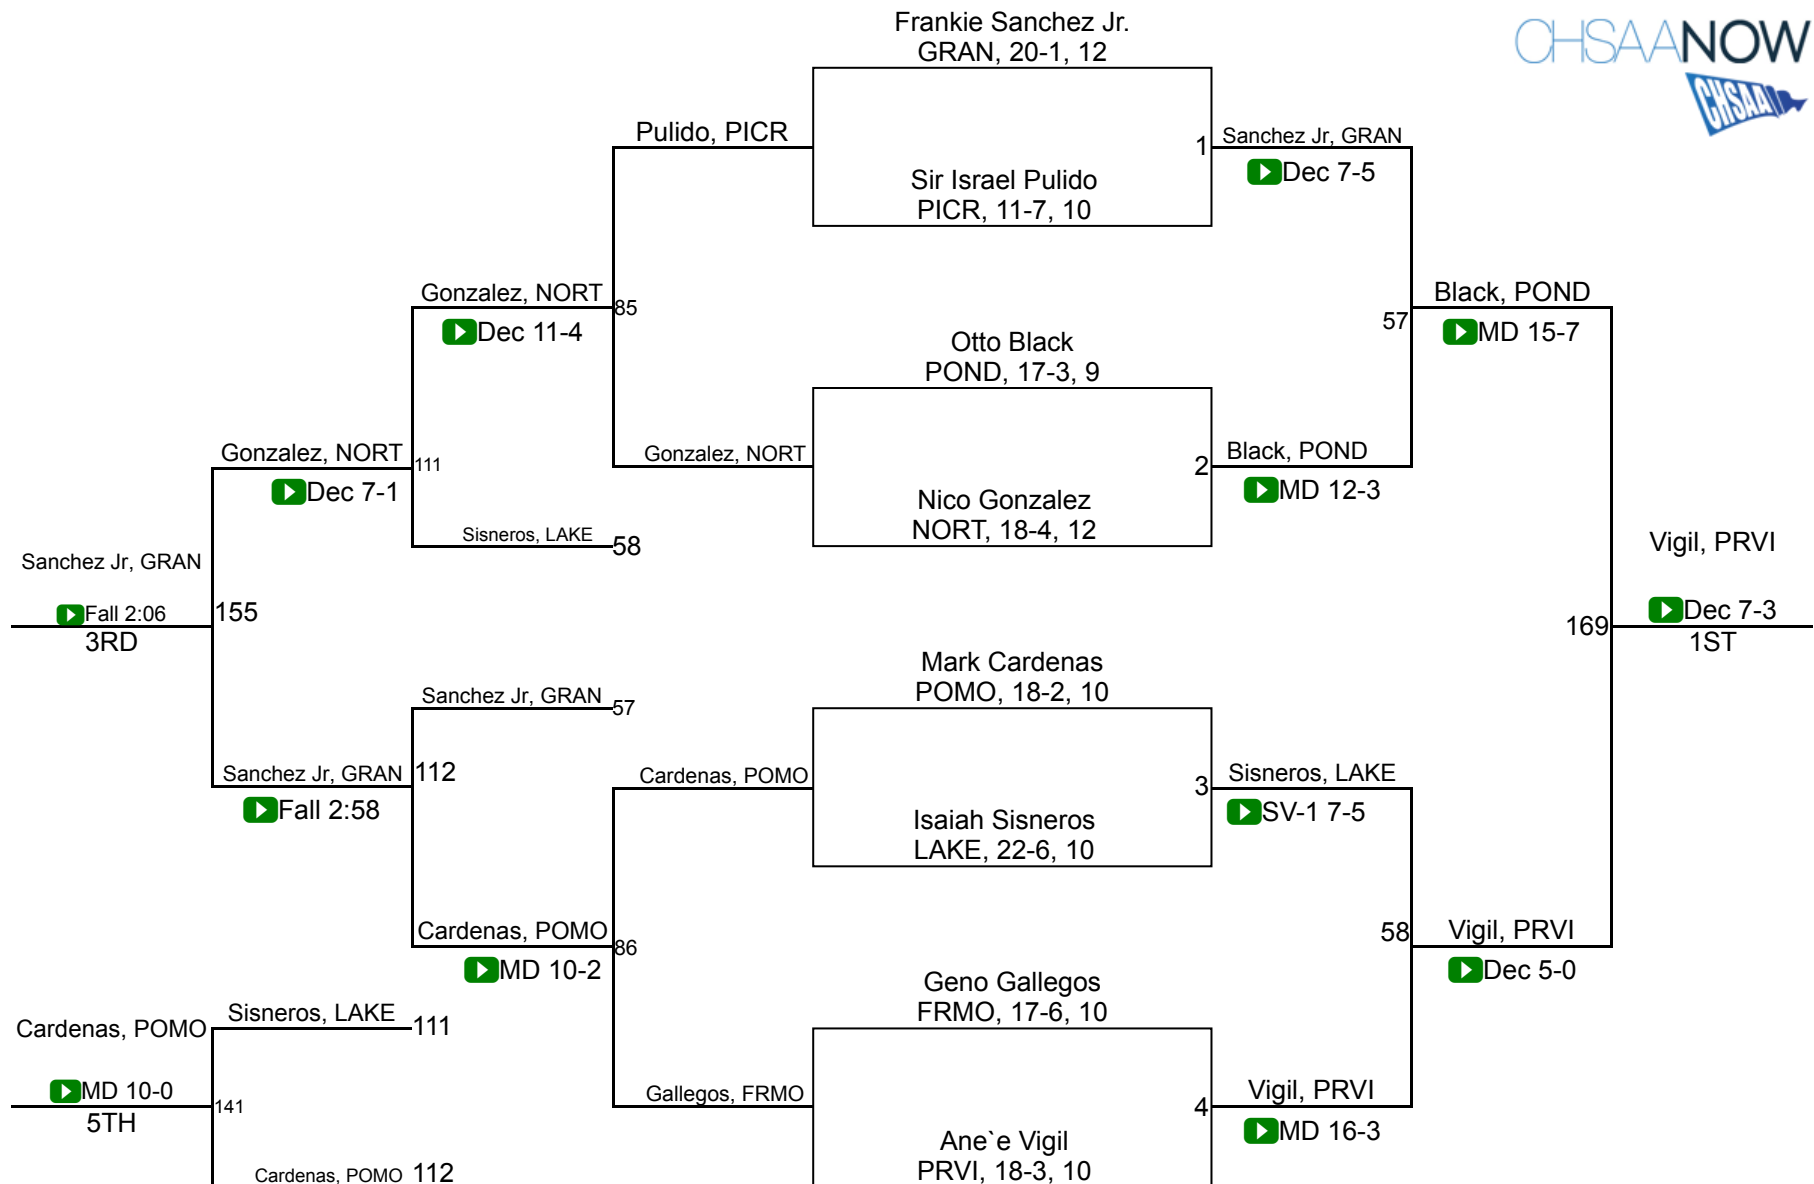 Frankie Sanchez Jr.
GRAN, 20-1, 12
CHSAANOW
CHSAA
Pulido, PICR
1
Sanchez Jr, GRAN
Dec 7-5
Sir Israel Pulido
PICR, 11-7, 10
Gonzalez, NORT
85
Dec 11-4
57
Black, POND
MD 15-7
Otto Black
POND, 17-3, 9
Gonzalez, NORT
111
Dec 7-1
Gonzalez, NORT
2
Black, POND
MD 12-3
Nico Gonzalez
NORT, 18-4, 12
Sisneros, LAKE
58
Sanchez Jr, GRAN
Fall 2:06
3RD
155
Vigil, PRVI
169
Dec 7-3
1ST
Mark Cardenas
POMO, 18-2, 10
Sanchez Jr, GRAN
57
Sanchez Jr, GRAN
112
Fall 2:58
Cardenas, POMO
3
Sisneros, LAKE
SV-1 7-5
Isaiah Sisneros
LAKE, 22-6, 10
Cardenas, POMO
86
MD 10-2
58
Vigil, PRVI
Dec 5-0
Geno Gallegos
FRMO, 17-6, 10
Cardenas, POMO
Sisneros, LAKE
111
MD 10-0
5TH
141
Gallegos, FRMO
4
Vigil, PRVI
MD 16-3
Ane`e Vigil
PRVI, 18-3, 10
Cardenas, POMO
112